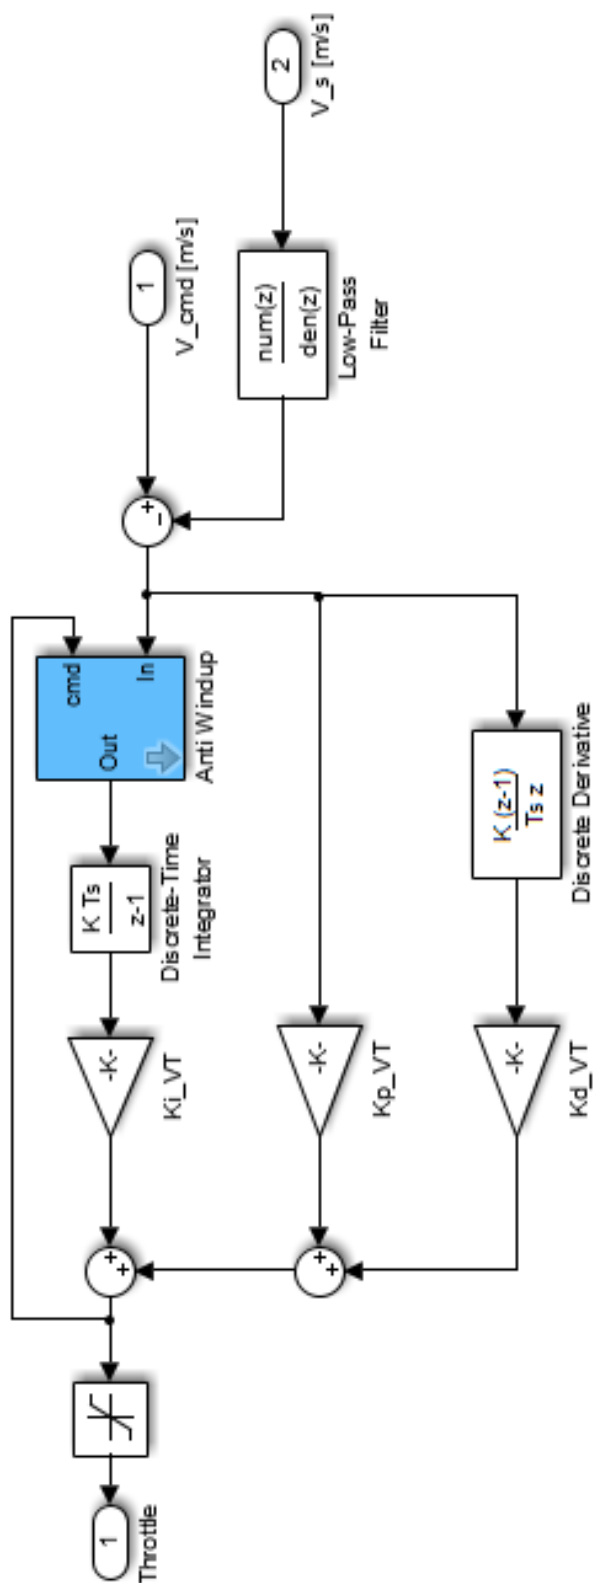 2
V_s [m/s]
1
V_cmd [m/s]
num(z)
den(z)
Low-Pass
Filter
+
−
cmd
In
Out
Anti Windup
K Ts
z-1
Discrete-Time
Integrator
K (z-1)
Ts z
Discrete Derivative
-K-
Ki_VT
-K-
Kp_VT
-K-
Kd_VT
+
+
+
+
1
Throttle